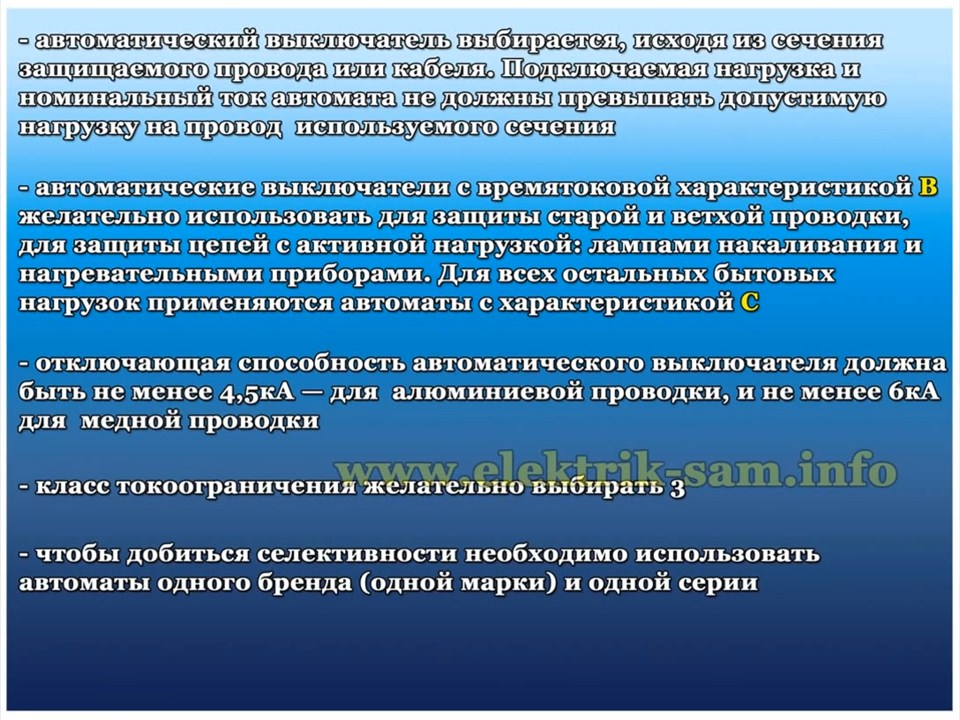 - автоматический выключатель выбирается, исходя из сечения
защищаемого провода или кабеля. Подключаемая нагрузка и
номинальный ток автомата не должны превышать допустимую
нагрузку на провод используемого сечения
- автоматические выключатели с времятоковой характеристикой В
желательно использовать для защиты старой и ветхой проводки,
для защиты цепей с активной нагрузкой: лампами накаливания и
нагревательными приборами. Для всех остальных бытовых
нагрузок применяются автоматы с характеристикой С
- отключающая способность автоматического выключателя должна
быть не менее 4,5кА — для алюминиевой проводки, и не менее 6кА
для медной проводки
www.elektrik-sam.info
- класс токоограничения желательно выбирать 3
- чтобы добиться селективности необходимо использовать
автоматы одного бренда (одной марки) и одной серии